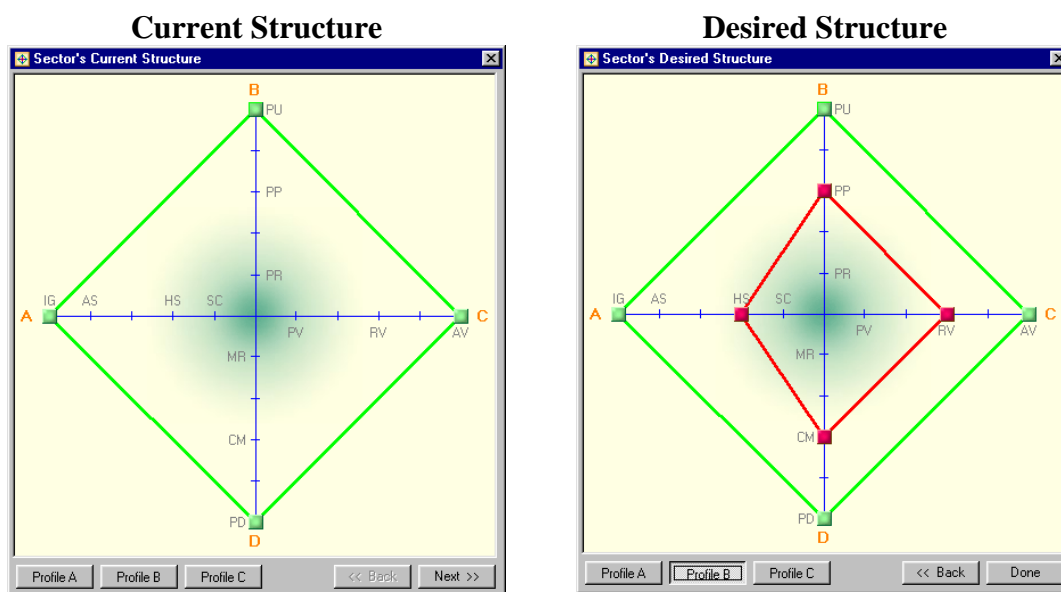 Current Structure
Sector's Current Structure
B
PU
PP
PR
IG AS HS SC
A C
PV RV AV
MR
CM
PD
D
Profile A Profile B Profile C << Back Next >>
Desired Structure
Sector's Desired Structure
B
PU
PP
PR
IG AS HS SC
A C
PV RV AV
MR
CM
PD
D
Profile A Profile B Profile C << Back Done